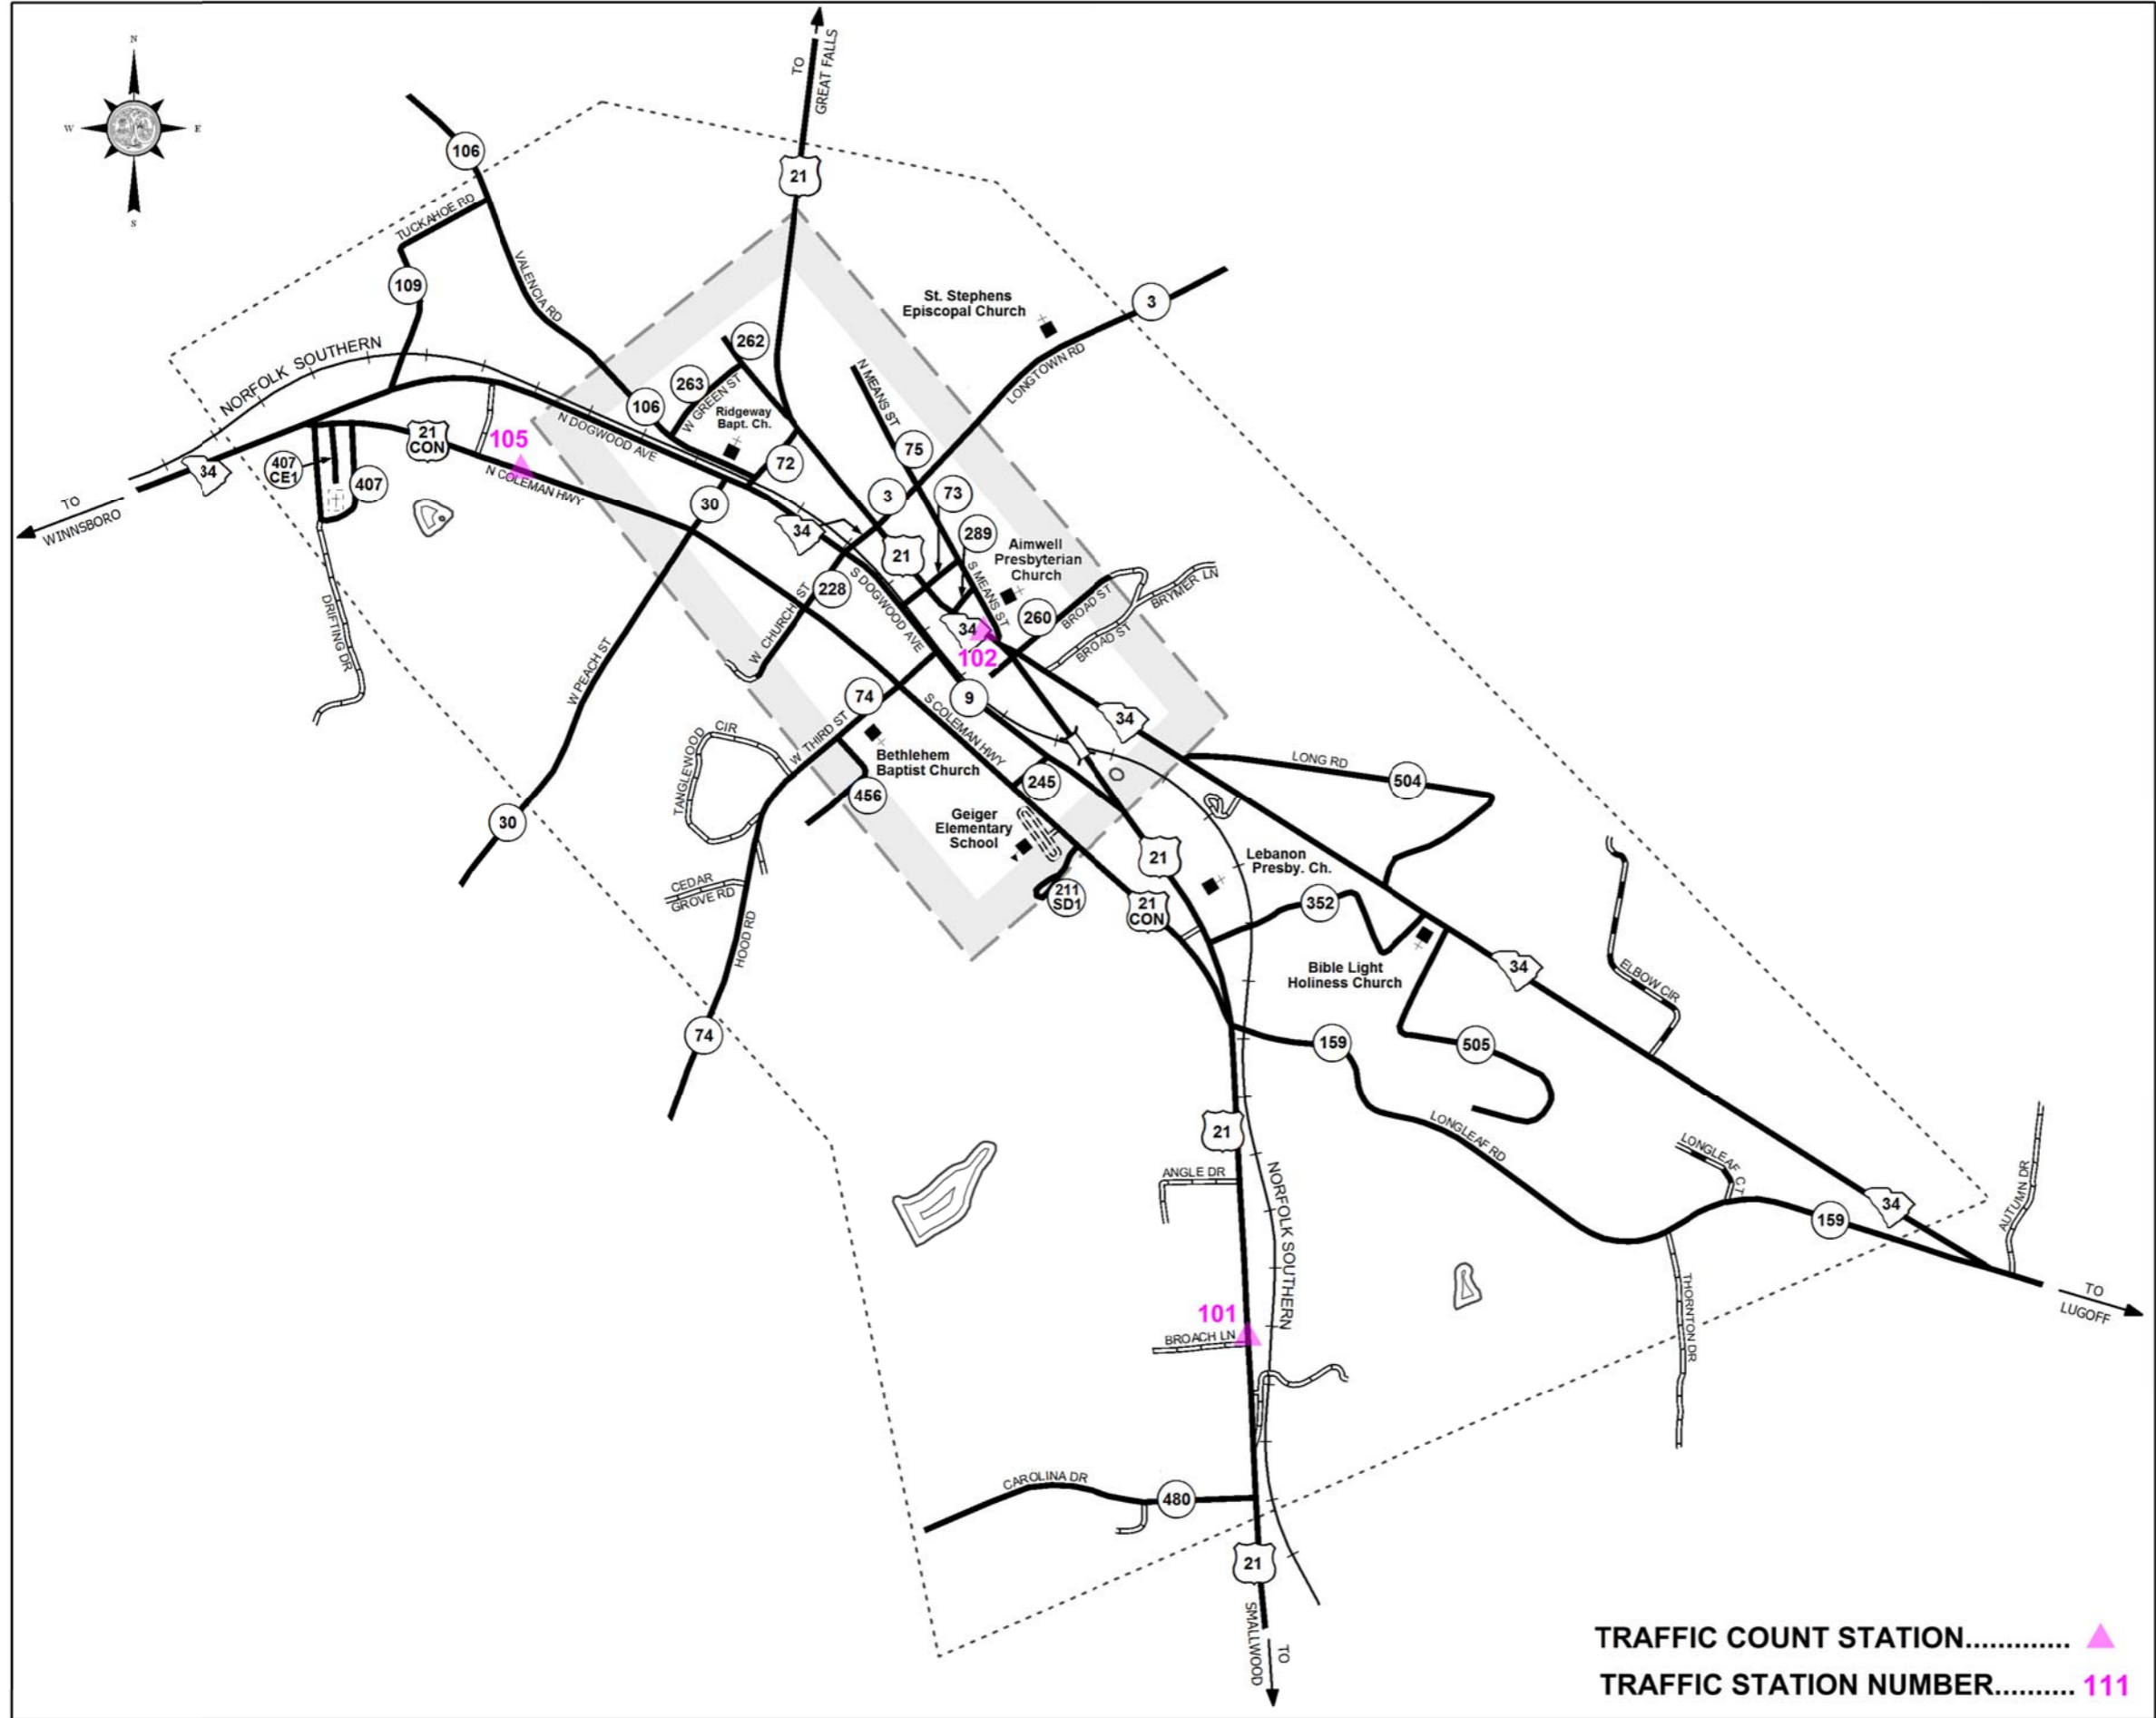 N
W
E
S
TO
GREAT FALLS
21
106
TUCKAHOE RD
109
VALENCIA RD
NORFOLK SOUTHERN
St. Stephens
Episcopal Church
3
LONGTOWN RD
262
263
W GREEN ST
106
Ridgeway
Bapt. Ch.
N MEANS ST
75
N DOGWOOD AVE
72
21
CON
105
N COLEMAN HWY
34
407
CE1
407
TO
WINNSBORO
30
3
73
34
21
289
Aimwell
Presbyterian
Church
228
S DOGWOOD AVE
S MEANS ST
W CHURCH ST
34
102
260
BROAD ST
BRYMER LN
BROAD ST
DRIFTING DR
W PEACH ST
74
9
34
S COLEMAN HWY
W THIRD ST
TANGLEWOOD
CIR
Bethlehem
Baptist Church
456
245
LONG RD
504
30
Geiger
Elementary
School
21
Lebanon
Presby. Ch.
CEDAR
GROVE RD
211
SD1
21
CON
352
HOOD RD
Bible Light
Holiness Church
34
ELBOW CIR
74
159
505
21
LONGLEAF RD
LONGLEAF CT
ANGLE DR
NORFOLK SOUTHERN
159
34
AUTUMN DR
THORNTON DR
TO
LUGOFF
101
BROACH LN
CAROLINA DR
480
21
SMALLWOOD
TO
TRAFFIC COUNT STATION.............
TRAFFIC STATION NUMBER.......... 111